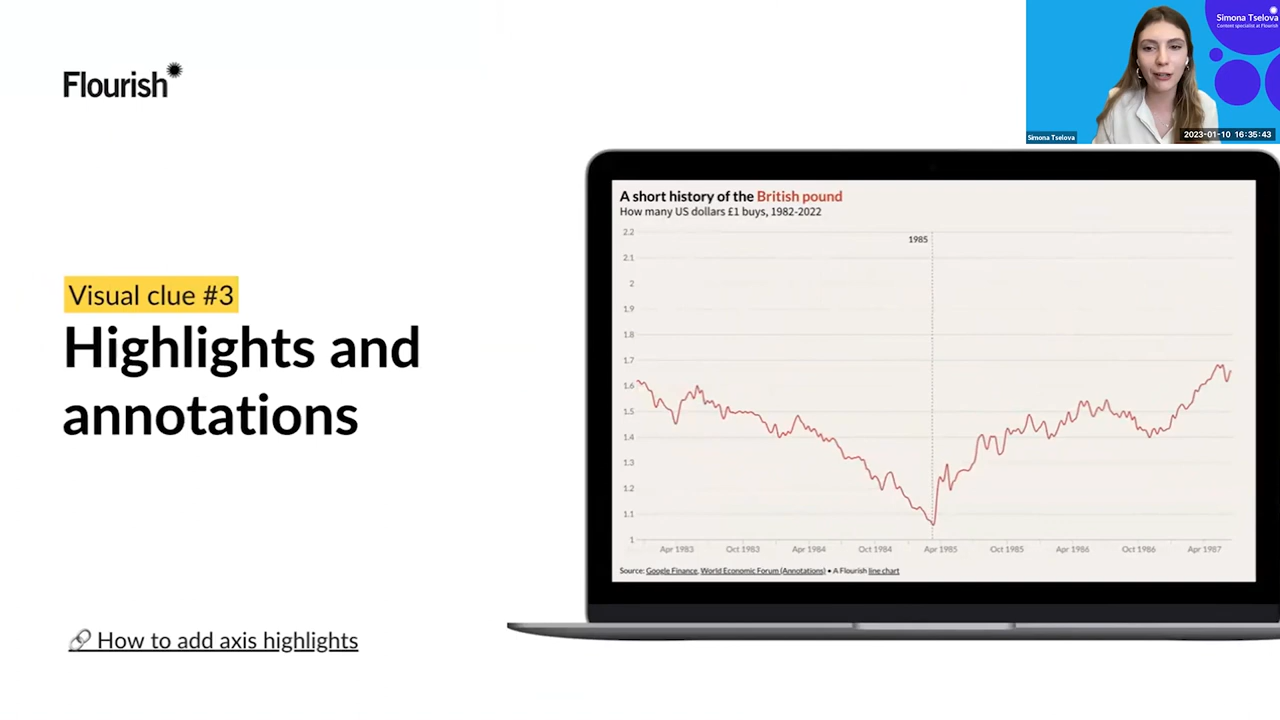 Flourish
Simona Tselova
Content specialist at Flourish
Simona Tselova
2023-01-10 16:35:43
Visual clue #3
Highlights and
annotations
How to add axis highlights
A short history of the British pound
How many US dollars £1 buys, 1982-2022
1985
2.2
2.1
2
1.9
1.8
1.7
1.6
1.5
1.4
1.3
1.2
1.1
1
Apr 1983 Oct 1983 Apr 1984 Oct 1984 Apr 1985 Oct 1985 Apr 1986 Oct 1986 Apr 1987
Source: Google Finance, World Economic Forum (Annotations) • A Flourish line chart